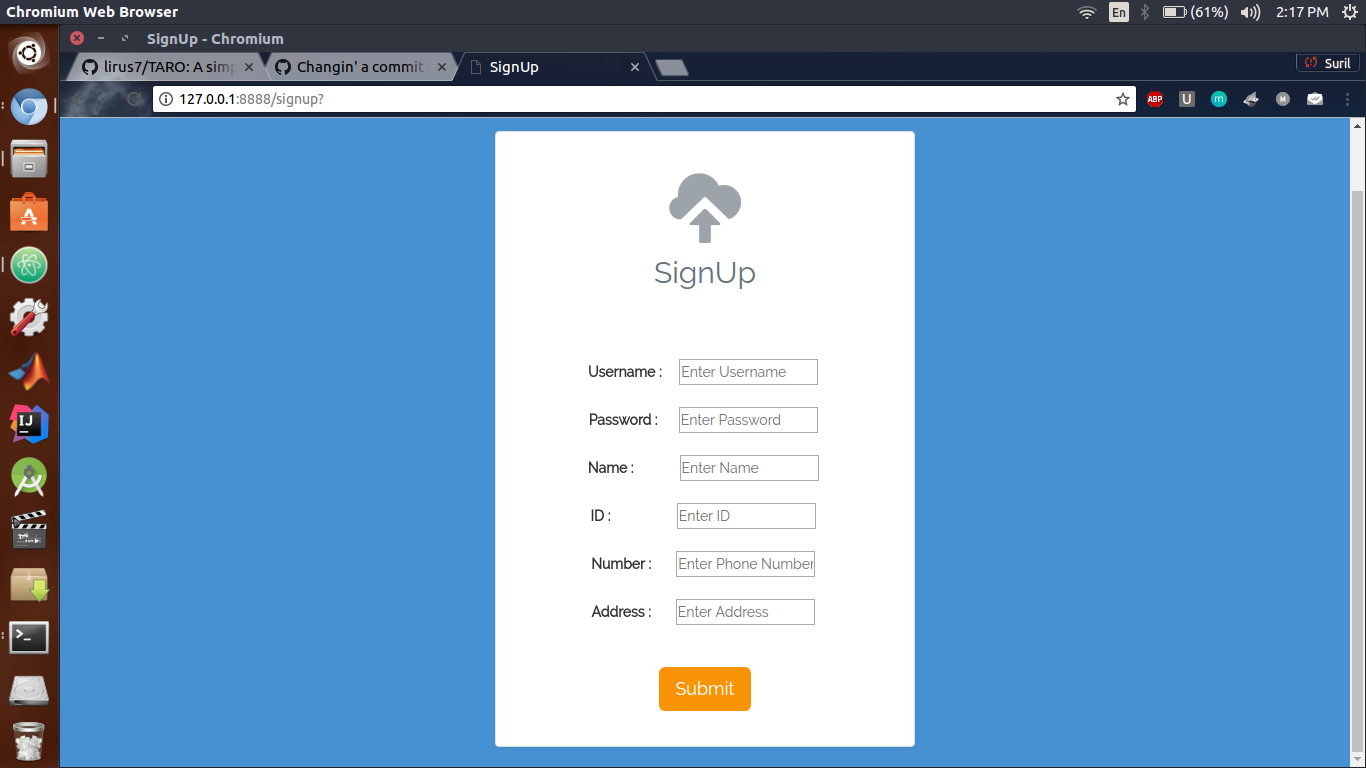 Chromium Web Browser
En
(61%)
2:17 PM
SignUp - Chromium
lirus7/TARO: A simp
Changin' a commit
SignUp
Suril
127.0.0.1:8888/signup?
ABP
U
m
M
SignUp
Username :
Enter Username
Password :
Enter Password
Name :
Enter Name
ID :
Enter ID
Number :
Enter Phone Number
Address :
Enter Address
Submit
IJ
>_